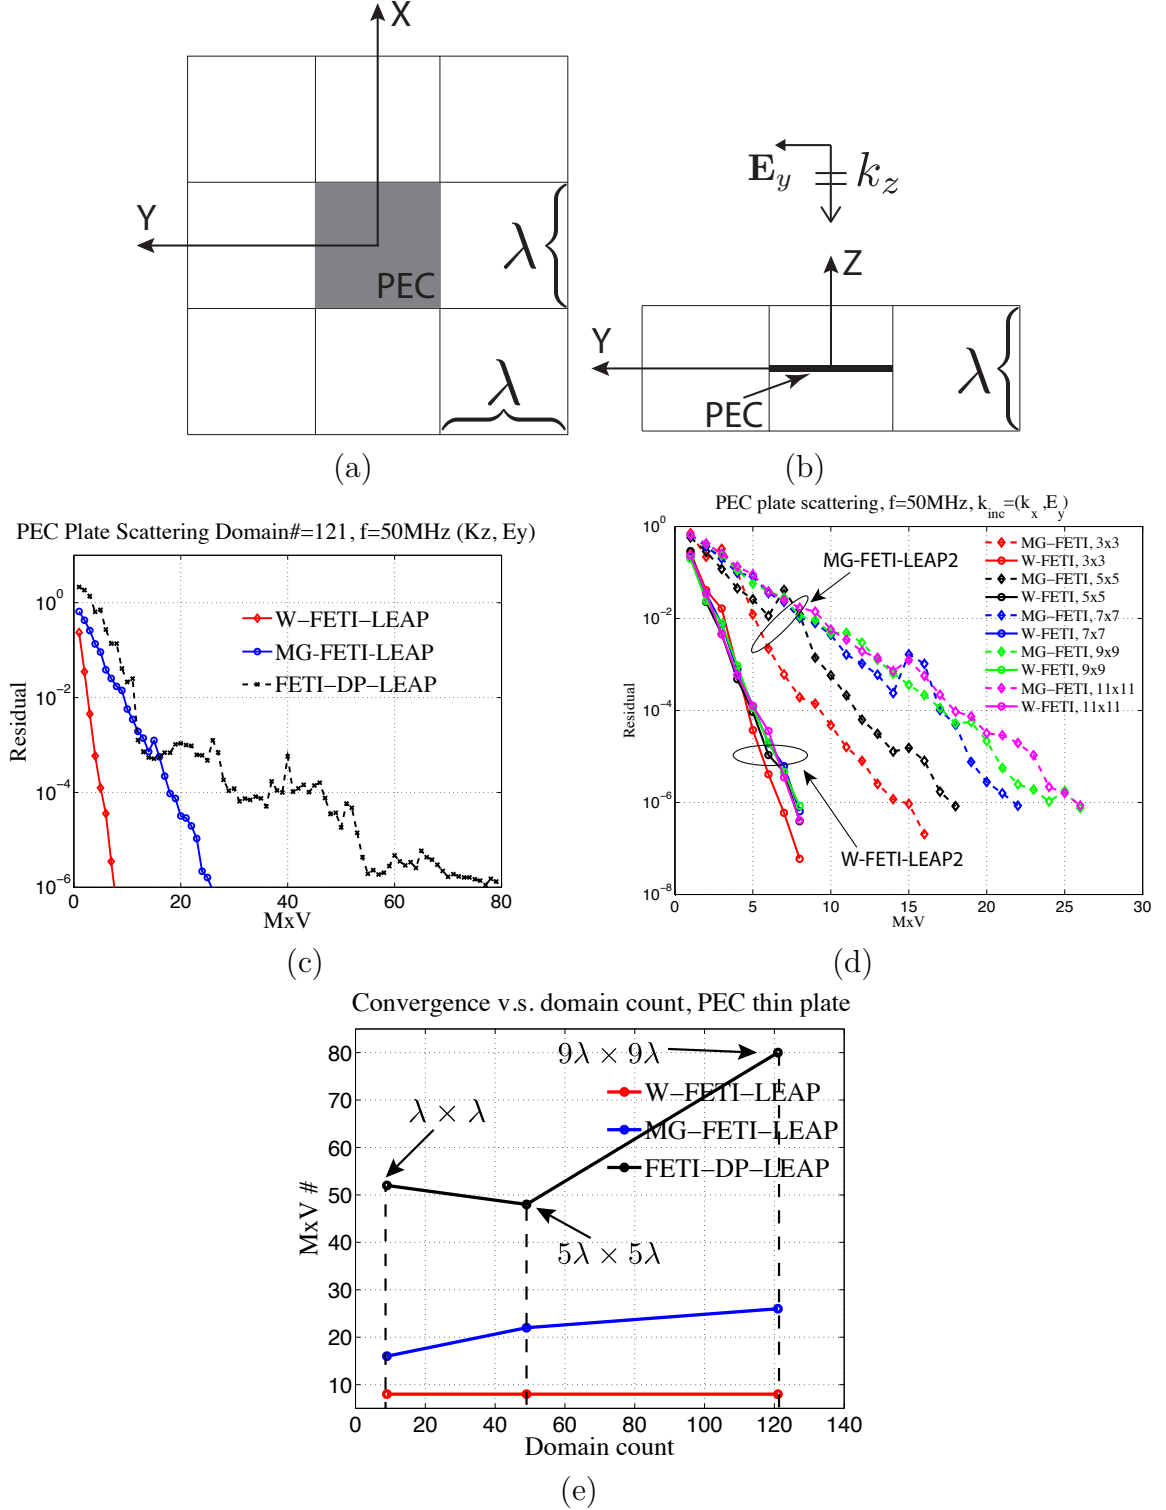 X
Y
PEC
λ
λ
(a)
E_y
k_z
Z
Y
PEC
λ
(b)
PEC Plate Scattering Domain#=121, f=50MHz (Kz, Ey)
W–FETI–LEAP
MG-FETI-LEAP
FETI–DP–LEAP
Residual
10^0
10^−2
10^−4
10^−6
0 20 40 60 80
MxV
(c)
PEC plate scattering, f=50MHz, k_inc=(k_x,E_y)
MG-FETI-LEAP2
W-FETI-LEAP2
MG–FETI, 3x3
W–FETI, 3x3
MG–FETI, 5x5
W–FETI, 5x5
MG–FETI, 7x7
W–FETI, 7x7
MG–FETI, 9x9
W–FETI, 9x9
MG–FETI, 11x11
W–FETI, 11x11
Residual
10^0
10^−2
10^−4
10^−6
10^−8
0 5 10 15 20 25 30
MxV
(d)
Convergence v.s. domain count, PEC thin plate
9λ × 9λ
λ × λ
5λ × 5λ
W–FETI–LEAP
MG–FETI–LEAP
FETI–DP–LEAP
MxV #
80
70
60
50
40
30
20
10
0 20 40 60 80 100 120 140
Domain count
(e)